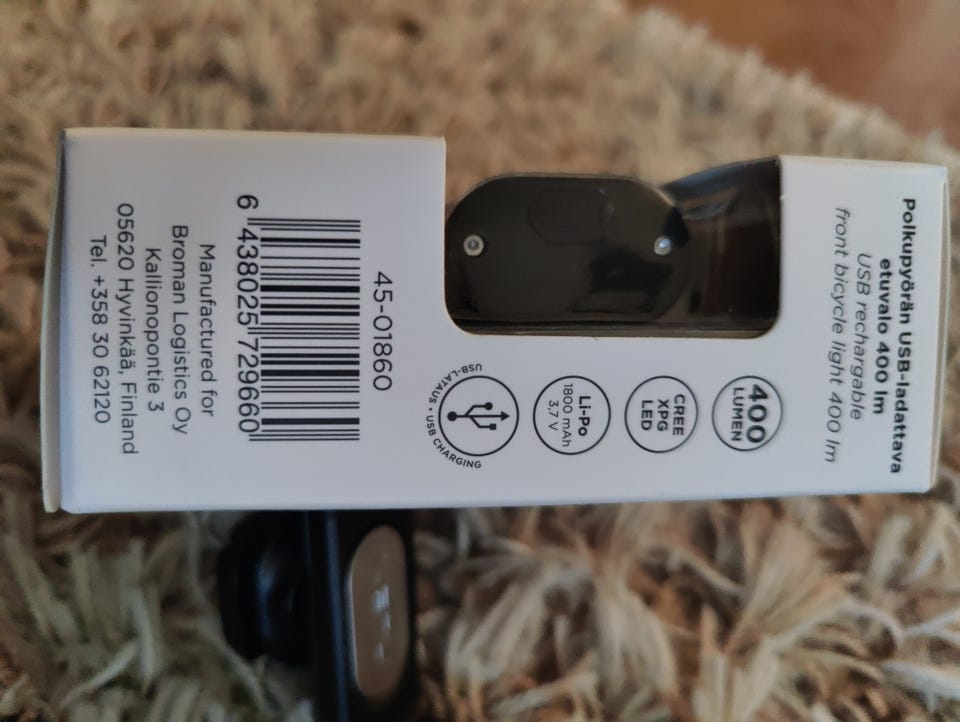 Polkupyörän USB-ladattava
etuvalo 400 lm
USB rechargable
front bicycle light 400 lm
400
LUMEN
CREE
XPG
LED
Li-Po
1800 mAh
3,7 V
USB-LATAUS • USB CHARGING
45-01860
6 438025 729660
Manufactured for
Broman Logistics Oy
Kallionopontie 3
05620 Hyvinkää, Finland
Tel. +358 30 62120